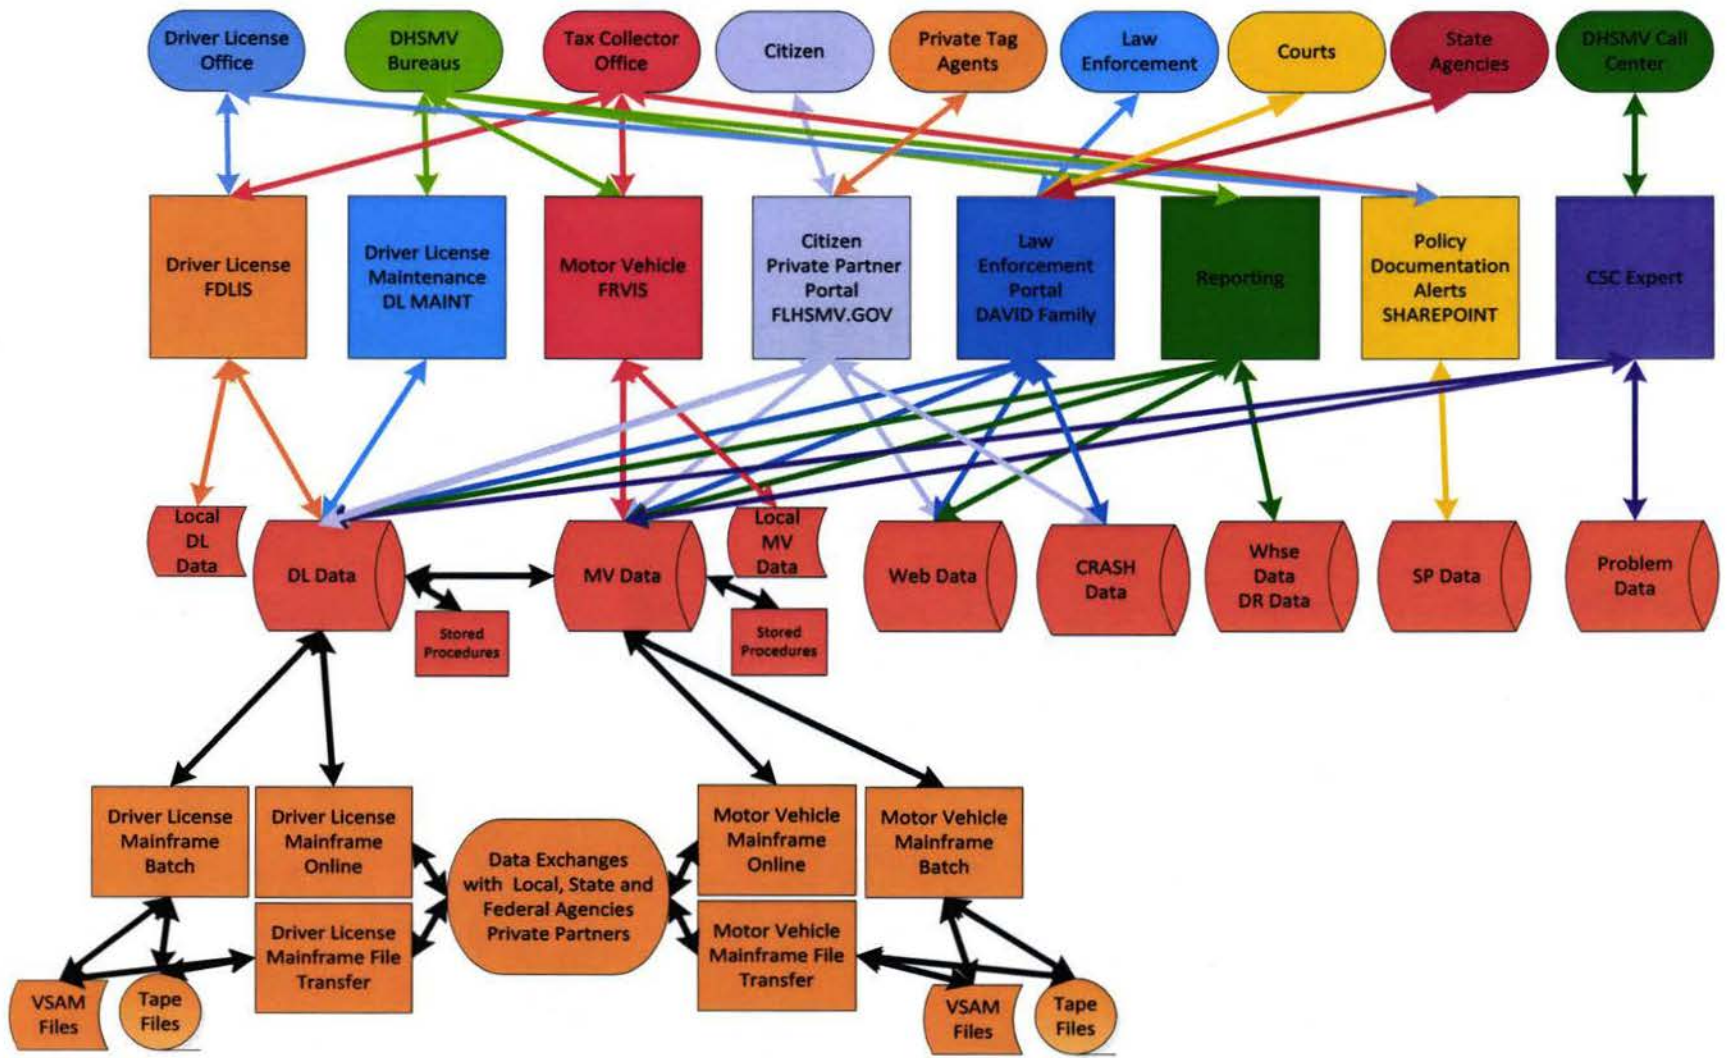 Driver License
Office
DHSMV
Bureaus
Tax Collector
Office
Citizen
Private Tag
Agents
Law
Enforcement
Courts
State
Agencies
DHSMV Call
Center
Driver License
FDLIS
Driver License
Maintenance
DL MAINT
Motor Vehicle
FRVIS
Citizen
Private Partner
Portal
FLHSMV.GOV
Law
Enforcement
Portal
DAVID Family
Reporting
Policy
Documentation
Alerts
SHAREPOINT
CSC Expert
Local
DL
Data
DL Data
MV Data
Local
MV
Data
Web Data
CRASH
Data
Whse
Data
DR Data
SP Data
Problem
Data
Stored
Procedures
Stored
Procedures
Driver License
Mainframe
Batch
Driver License
Mainframe
Online
Data Exchanges
with Local, State and
Federal Agencies
Private Partners
Motor Vehicle
Mainframe
Online
Motor Vehicle
Mainframe
Batch
Driver License
Mainframe File
Transfer
Motor Vehicle
Mainframe File
Transfer
VSAM
Files
Tape
Files
VSAM
Files
Tape
Files